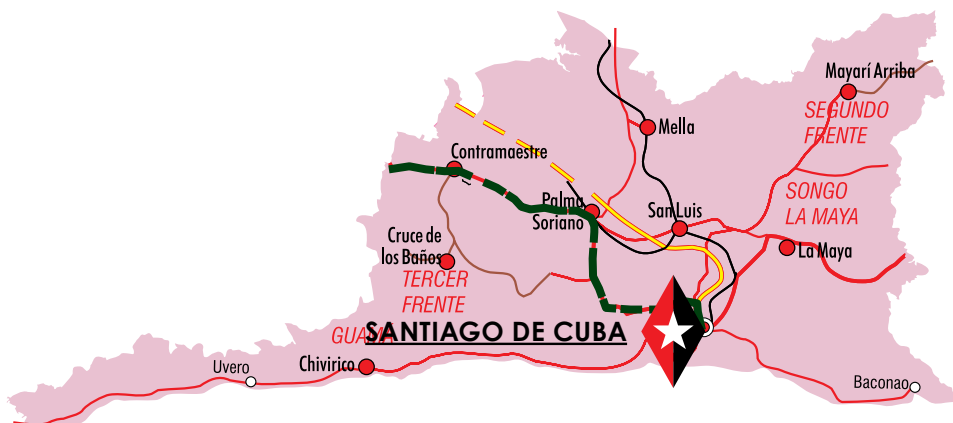 Mayarí Arriba
SEGUNDO
FRENTE
Mella
Contramaestre
SONGO
LA MAYA
Palma
Soriano
San Luis
Cruce de
los Baños
La Maya
TERCER
FRENTE
GUAMA
SANTIAGO DE CUBA
Chivirico
Uvero
Baconao